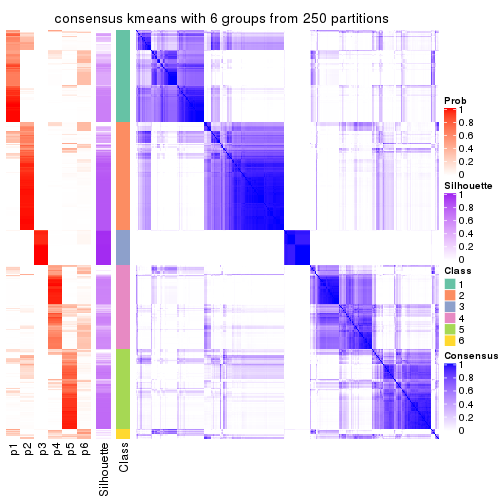 consensus kmeans with 6 groups from 250 partitions
Prob
1
0.8
0.6
0.4
0.2
0
Silhouette
1
0.8
0.6
0.4
0.2
0
Class
1
2
3
4
5
6
Consensus
1
0.8
0.6
0.4
0.2
0
p1
p2
p3
p4
p5
p6
Silhouette
Class